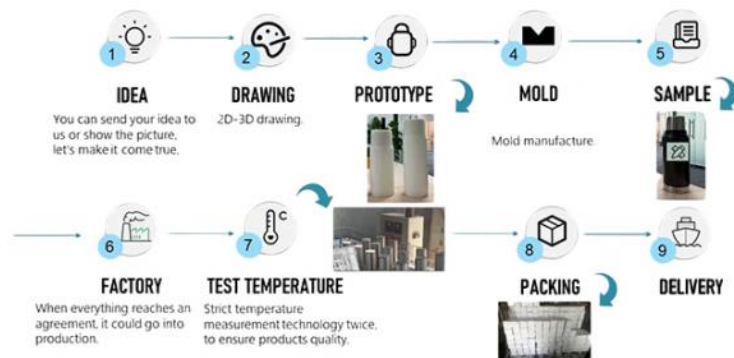 1
2
3
4
5
IDEA
DRAWING
PROTOTYPE
MOLD
SAMPLE
You can send your idea to
us or show the picture,
let's make it come true.
2D-3D drawing.
Mold manufacture.
6
7
C
8
9
FACTORY
TEST TEMPERATURE
PACKING
DELIVERY
When everything reaches an
agreement, it could go into
production.
Strict temperature
measurement technology twice,
to ensure products quality.